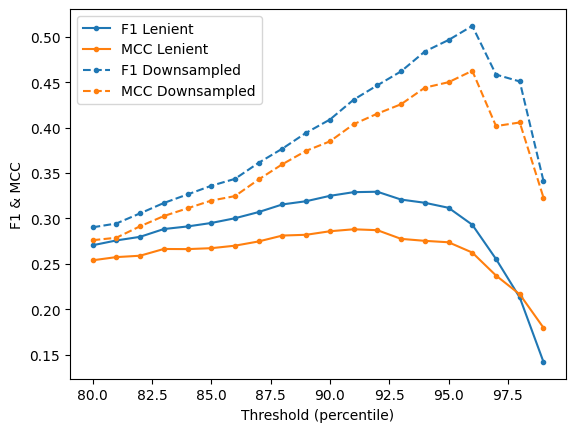 F1 Lenient
MCC Lenient
F1 Downsampled
MCC Downsampled
F1 & MCC
0.50
0.45
0.40
0.35
0.30
0.25
0.20
0.15
80.0 82.5 85.0 87.5 90.0 92.5 95.0 97.5
Threshold (percentile)